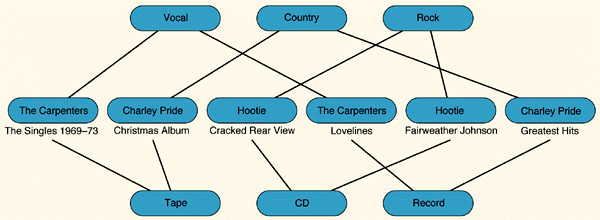 Vocal
Country
Rock
The Carpenters
The Singles 1969–73
Charley Pride
Christmas Album
Hootie
Cracked Rear View
The Carpenters
Lovelines
Hootie
Fairweather Johnson
Charley Pride
Greatest Hits
Tape
CD
Record